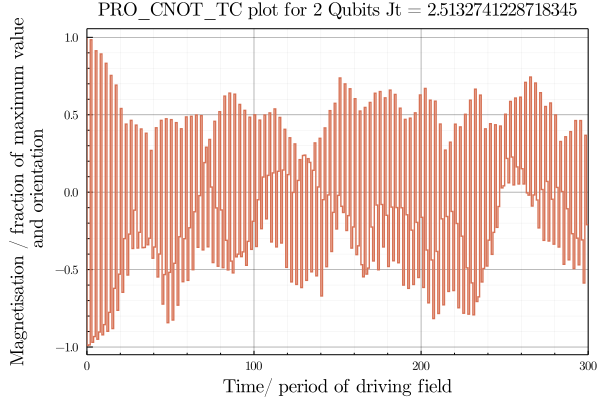 PRO_CNOT_TC plot for 2 Qubits Jt = 2.5132741228718345
Magnetisation / fraction of maximum value
and orientation
1.0
0.5
0.0
−0.5
−1.0
0
100
200
300
Time/ period of driving field